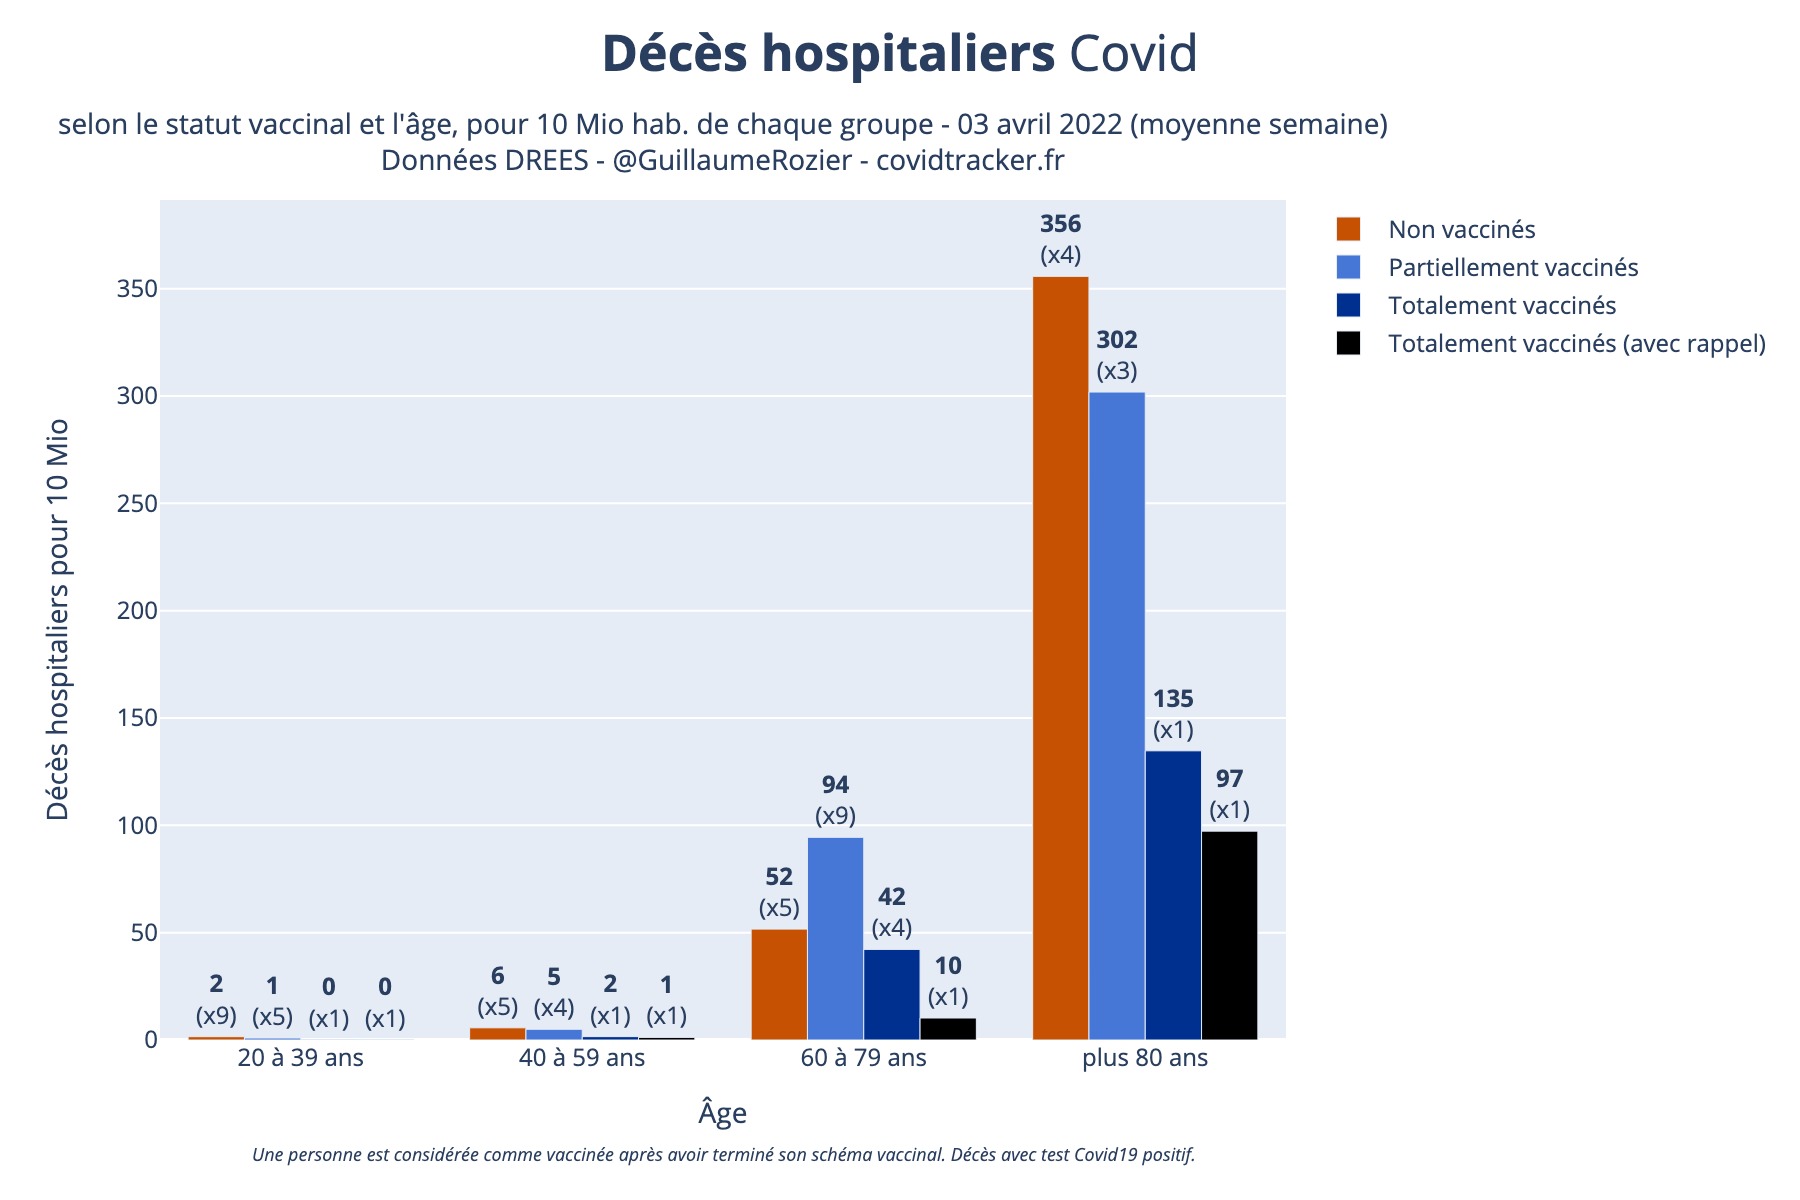 Décès hospitaliers Covid
selon le statut vaccinal et l'âge, pour 10 Mio hab. de chaque groupe - 03 avril 2022 (moyenne semaine)
Données DREES - @GuillaumeRozier - covidtracker.fr
Non vaccinés
Partiellement vaccinés
Totalement vaccinés
Totalement vaccinés (avec rappel)
Décès hospitaliers pour 10 Mio
350
300
250
200
150
100
50
0
2
(x9)
1
(x5)
0
(x1)
0
(x1)
6
(x5)
5
(x4)
2
(x1)
1
(x1)
52
(x5)
94
(x9)
42
(x4)
10
(x1)
356
(x4)
302
(x3)
135
(x1)
97
(x1)
20 à 39 ans
40 à 59 ans
60 à 79 ans
plus 80 ans
Âge
Une personne est considérée comme vaccinée après avoir terminé son schéma vaccinal. Décès avec test Covid19 positif.